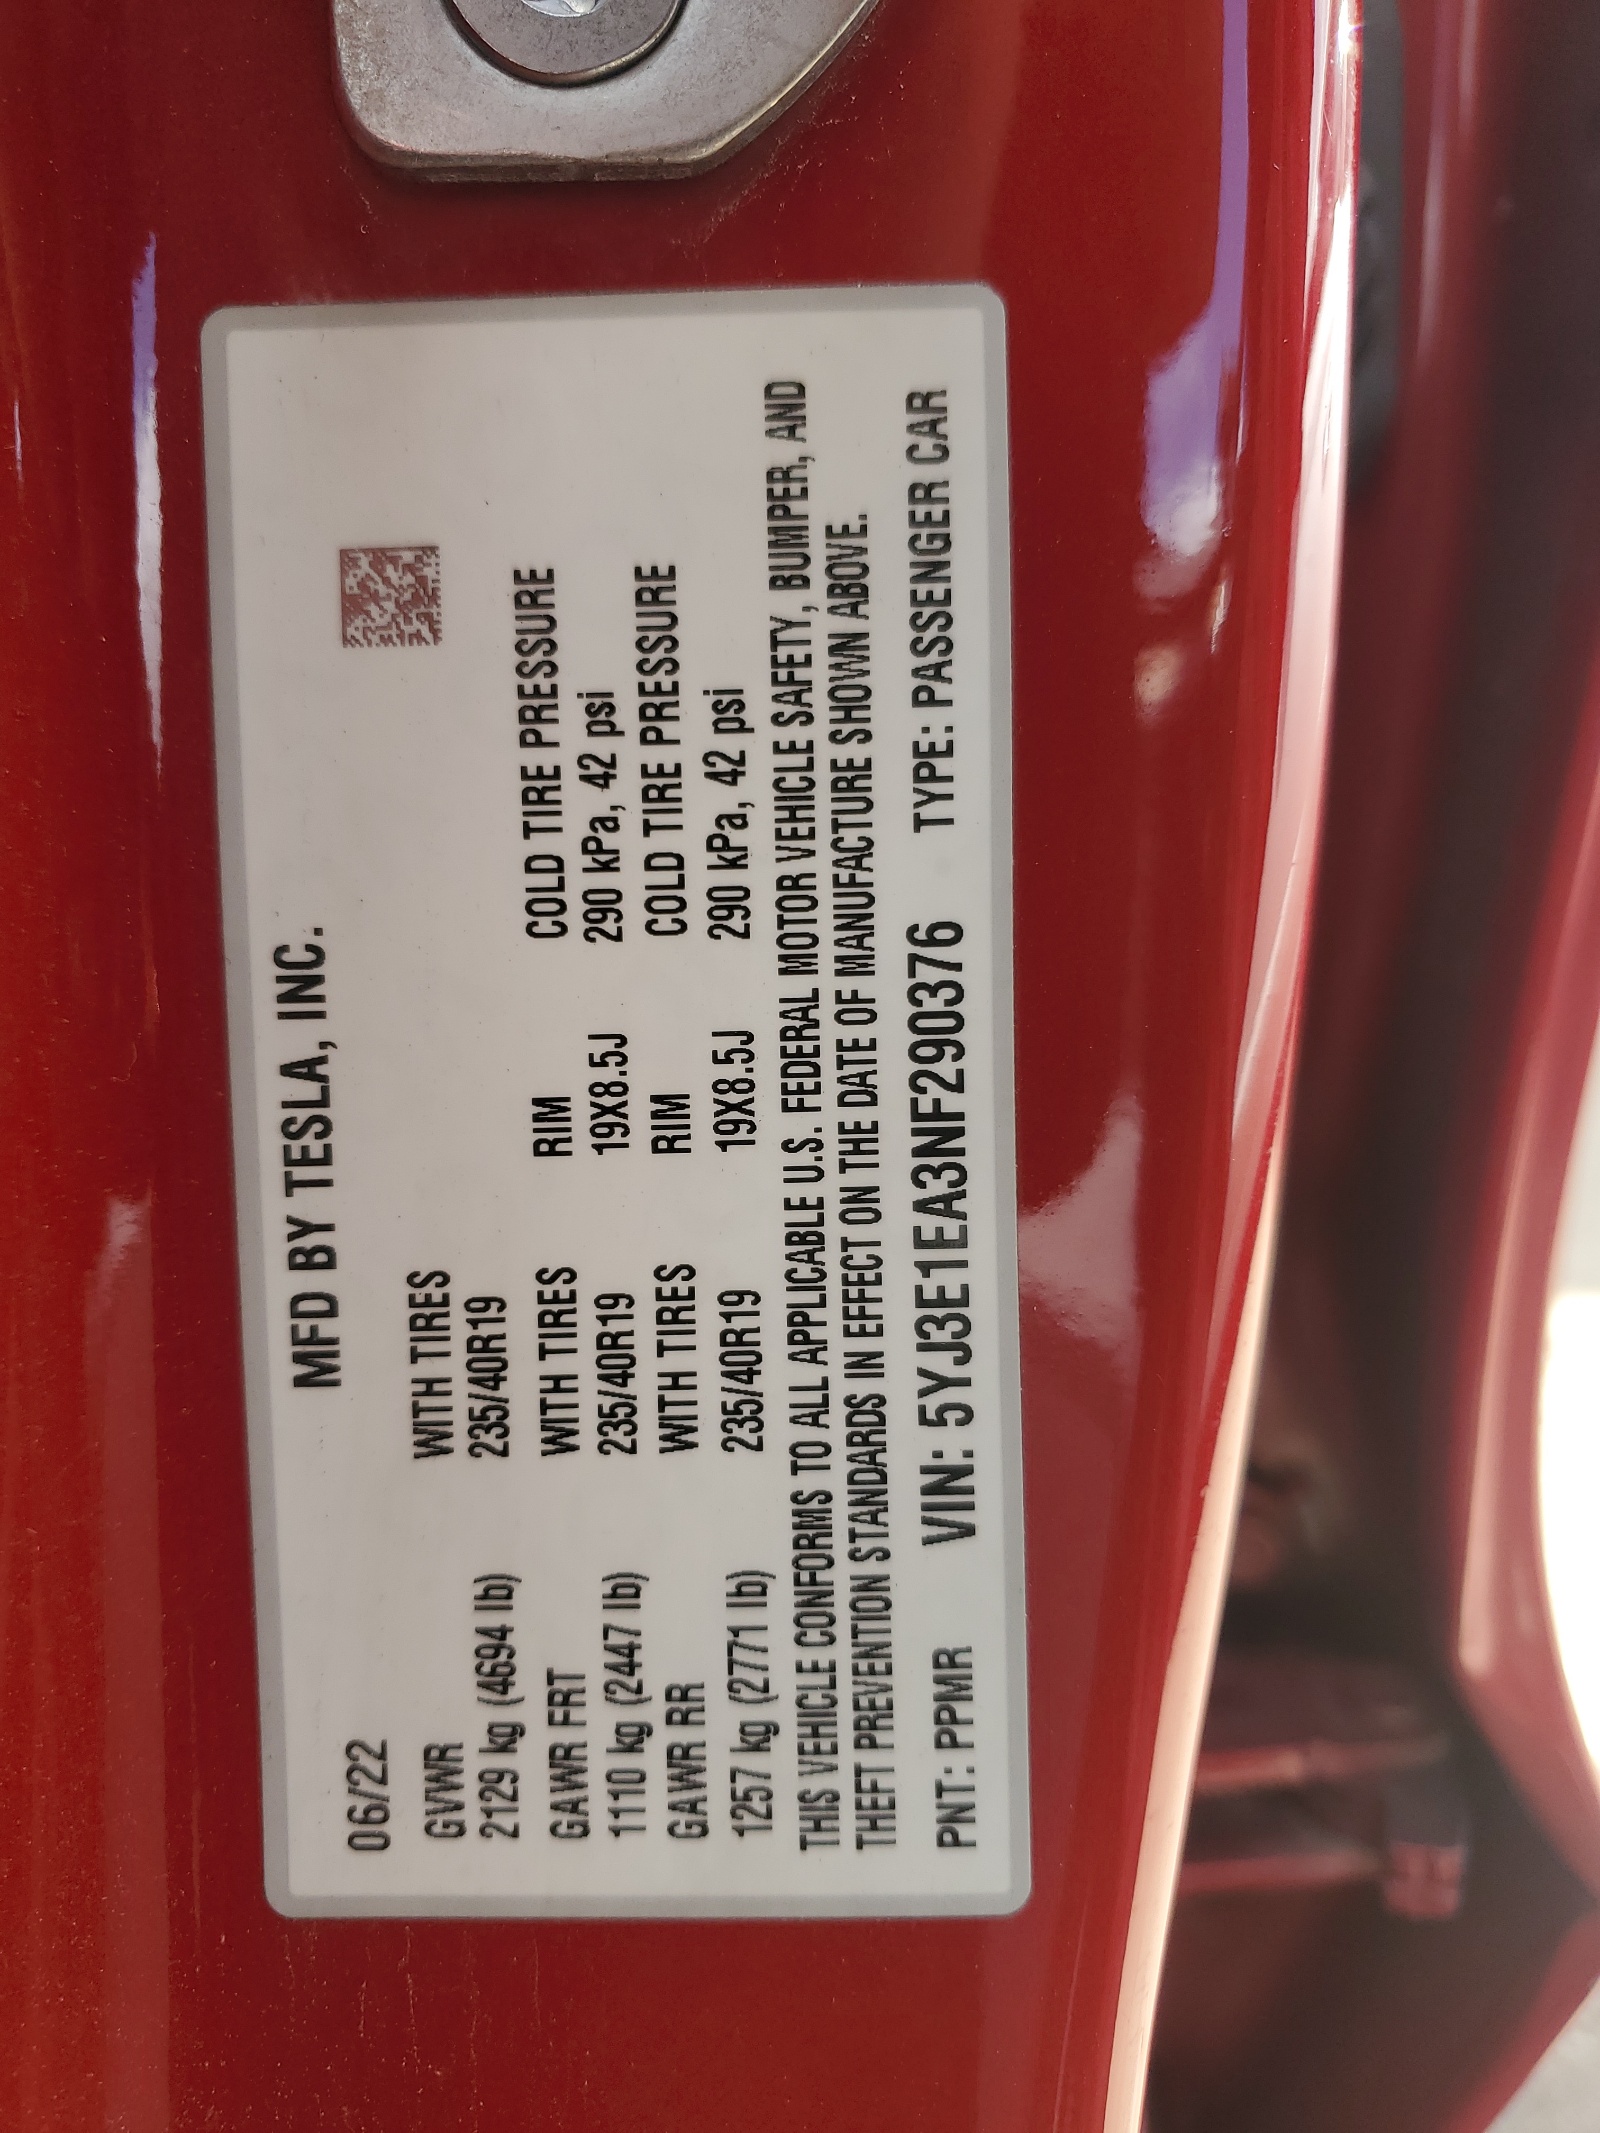 MFD BY TESLA, INC.
06/22
GVWR WITH TIRES
2129 kg (4694 lb) 235/40R19
GAWR FRT WITH TIRES RIM COLD TIRE PRESSURE
1110 kg (2447 lb) 235/40R19 19X8.5J 290 kPa, 42 psi
GAWR RR WITH TIRES RIM COLD TIRE PRESSURE
1257 kg (2771 lb) 235/40R19 19X8.5J 290 kPa, 42 psi
THIS VEHICLE CONFORMS TO ALL APPLICABLE U.S. FEDERAL MOTOR VEHICLE SAFETY, BUMPER, AND
THEFT PREVENTION STANDARDS IN EFFECT ON THE DATE OF MANUFACTURE SHOWN ABOVE.
PNT: PPMR VIN: 5YJ3E1EA3NF290376 TYPE: PASSENGER CAR